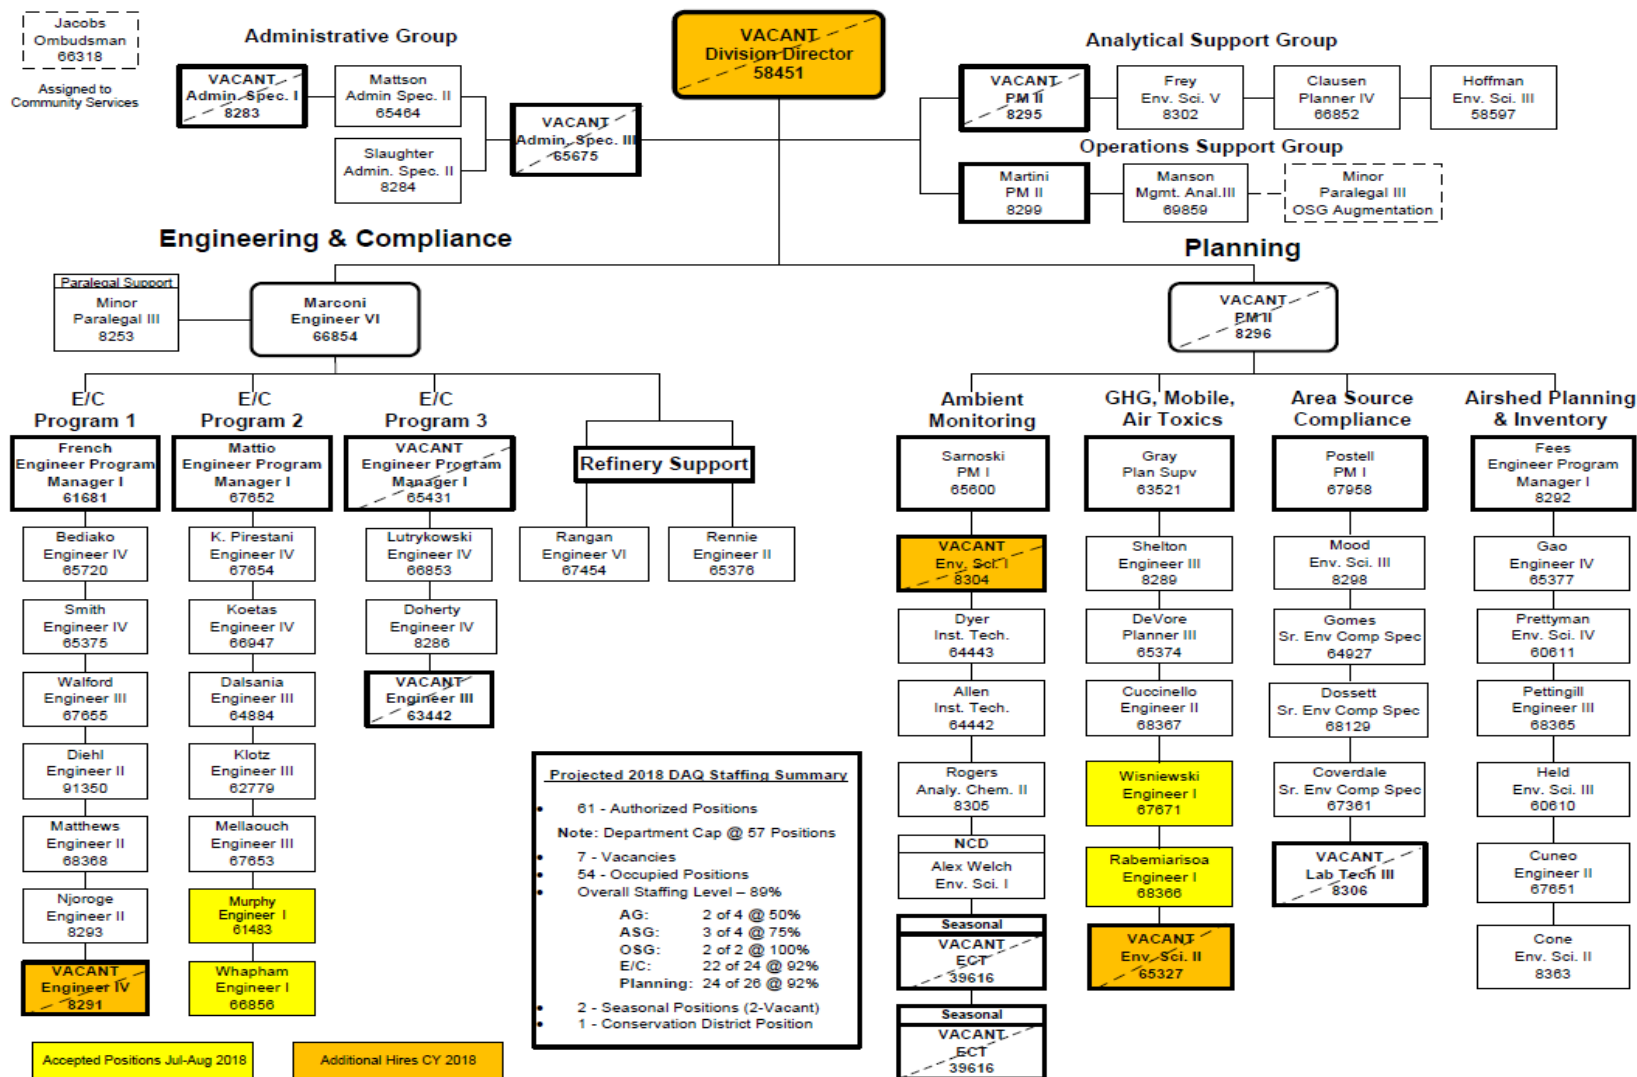 Jacobs
Ombudsman
66318
Assigned to
Community Services
Administrative Group
VACANT
Admin. Spec. I
8283
Mattson
Admin Spec. II
65464
Slaughter
Admin. Spec. II
8284
VACANT
Admin. Spec. III
65675
VACANT
Division Director
58451
Analytical Support Group
VACANT
PM II
8295
Frey
Env. Sci. V
8302
Clausen
Planner IV
66852
Hoffman
Env. Sci. III
58597
Operations Support Group
Martini
PM II
8299
Manson
Mgmt. Anal.III
69859
Minor
Paralegal III
OSG Augmentation
Engineering & Compliance
Paralegal Support
Minor
Paralegal III
8253
Marconi
Engineer VI
66854
Planning
VACANT
PM II
8296
E/C
Program 1
French
Engineer Program
Manager I
61681
Bediako
Engineer IV
65720
Smith
Engineer IV
65375
Walford
Engineer III
67655
Diehl
Engineer II
91350
Matthews
Engineer II
68368
Njoroge
Engineer II
8293
VACANT
Engineer IV
8291
E/C
Program 2
Mattio
Engineer Program
Manager I
67652
K. Pirestani
Engineer IV
67654
Koetas
Engineer IV
66947
Dalsania
Engineer III
64884
Klotz
Engineer III
62779
Mellaouch
Engineer III
67653
Murphy
Engineer I
61483
Whapham
Engineer I
66856
E/C
Program 3
VACANT
Engineer Program
Manager I
65431
Lutrykowski
Engineer IV
66853
Doherty
Engineer IV
8286
VACANT
Engineer III
63442
Refinery Support
Rangan
Engineer VI
67454
Rennie
Engineer II
65376
Projected 2018 DAQ Staffing Summary
• 61 - Authorized Positions
Note: Department Cap @ 57 Positions
• 7 - Vacancies
• 54 - Occupied Positions
• Overall Staffing Level – 89%
AG: 2 of 4 @ 50%
ASG: 3 of 4 @ 75%
OSG: 2 of 2 @ 100%
E/C: 22 of 24 @ 92%
Planning: 24 of 26 @ 92%
• 2 - Seasonal Positions (2-Vacant)
• 1 - Conservation District Position
Ambient
Monitoring
Sarnoski
PM I
65600
VACANT
Env. Sci. I
8304
Dyer
Inst. Tech.
64443
Allen
Inst. Tech.
64442
Rogers
Analy. Chem. II
8305
NCD
Alex Welch
Env. Sci. I
Seasonal
VACANT
ECT
39616
Seasonal
VACANT
ECT
39616
GHG, Mobile,
Air Toxics
Gray
Plan Supv
63521
Shelton
Engineer III
8289
DeVore
Planner III
65374
Cuccinello
Engineer II
68367
Wisniewski
Engineer I
67671
Rabemiarisoa
Engineer I
68366
VACANT
Env. Sci. II
65327
Area Source
Compliance
Postell
PM I
67958
Mood
Env. Sci. III
8298
Gomes
Sr. Env Comp Spec
64927
Dossett
Sr. Env Comp Spec
68129
Coverdale
Sr. Env Comp Spec
67361
VACANT
Lab Tech III
8306
Airshed Planning
& Inventory
Fees
Engineer Program
Manager I
8292
Gao
Engineer IV
65377
Prettyman
Env. Sci. IV
60611
Pettingill
Engineer III
68365
Held
Env. Sci. III
60610
Cuneo
Engineer II
67651
Cone
Env. Sci. II
8363
Accepted Positions Jul-Aug 2018
Additional Hires CY 2018